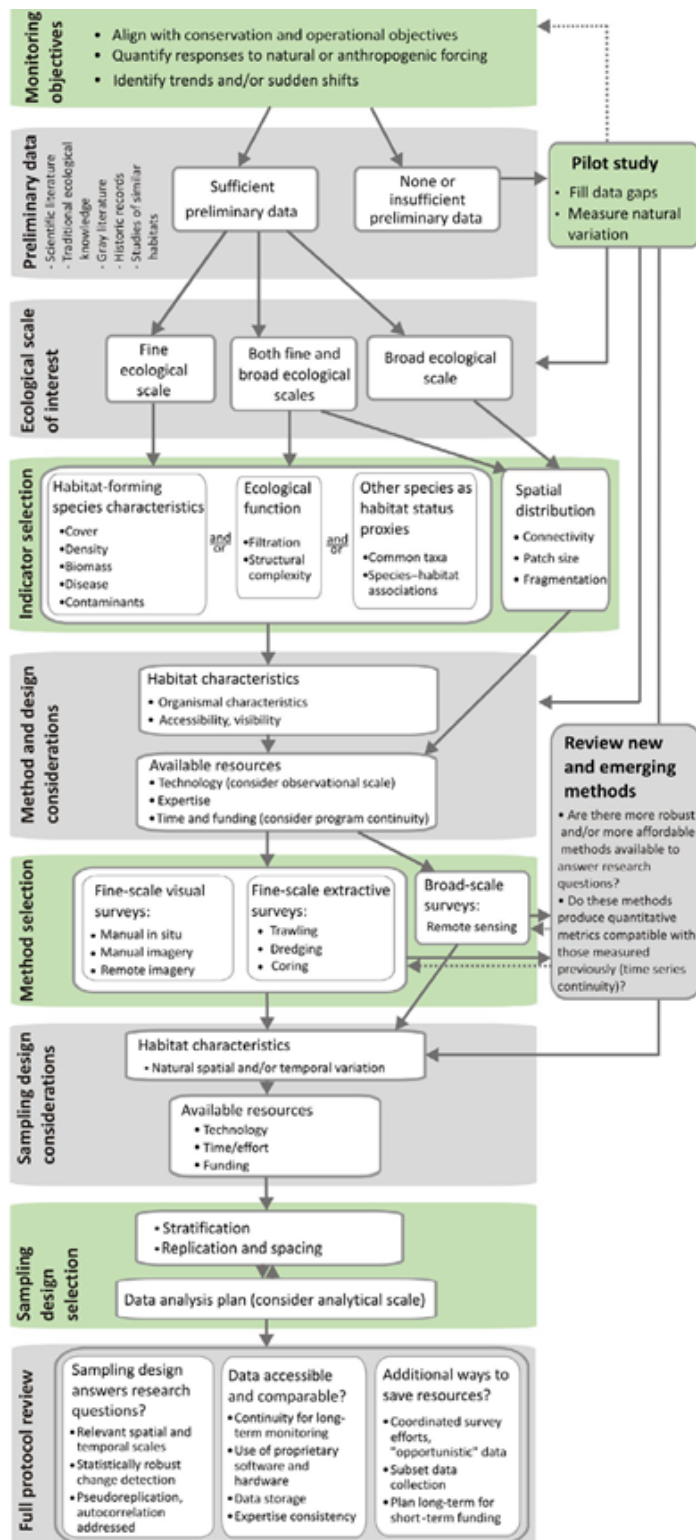 Monitoring
objectives
• Align with conservation and operational objectives
• Quantify responses to natural or anthropogenic forcing
• Identify trends and/or sudden shifts
Preliminary data
- Scientific literature
- Traditional ecological
knowledge
- Gray literature
- Historic records
- Studies of similar
habitats
Sufficient
preliminary data
None or
insufficient
preliminary data
Pilot study
• Fill data gaps
• Measure natural
variation
Ecological scale
of interest
Fine
ecological
scale
Both fine and
broad ecological
scales
Broad ecological
scale
Indicator selection
Habitat-forming
species characteristics
•Cover
•Density
•Biomass
•Disease
•Contaminants
and
or
Ecological
function
•Filtration
•Structural
complexity
and
or
Other species as
habitat status
proxies
•Common taxa
•Species–habitat
associations
Spatial
distribution
• Connectivity
• Patch size
• Fragmentation
Method and design
considerations
Habitat characteristics
• Organismal characteristics
• Accessibility, visibility
Available resources
• Technology (consider observational scale)
• Expertise
• Time and funding (consider program continuity)
Review new
and emerging
methods
• Are there more robust
and/or more affordable
methods available to
answer research
questions?
• Do these methods
produce quantitative
metrics compatible with
those measured
previously (time series
continuity)?
Method selection
Fine-scale visual
surveys:
• Manual in situ
• Manual imagery
• Remote imagery
Fine-scale extractive
surveys:
• Trawling
• Dredging
• Coring
Broad-scale
surveys:
Remote sensing
Sampling design
considerations
Habitat characteristics
• Natural spatial and/or temporal variation
Available resources
• Technology
• Time/effort
• Funding
Sampling
design
selection
• Stratification
• Replication and spacing
Data analysis plan (consider analytical scale)
Full protocol review
Sampling design
answers research
questions?
•Relevant spatial and
temporal scales
•Statistically robust
change detection
•Pseudoreplication,
autocorrelation
addressed
Data accessible
and comparable?
•Continuity for long-
term monitoring
•Use of proprietary
software and
hardware
•Data storage
•Expertise consistency
Additional ways to
save resources?
•Coordinated survey
efforts,
"opportunistic" data
•Subset data
collection
•Plan long-term for
short-term funding